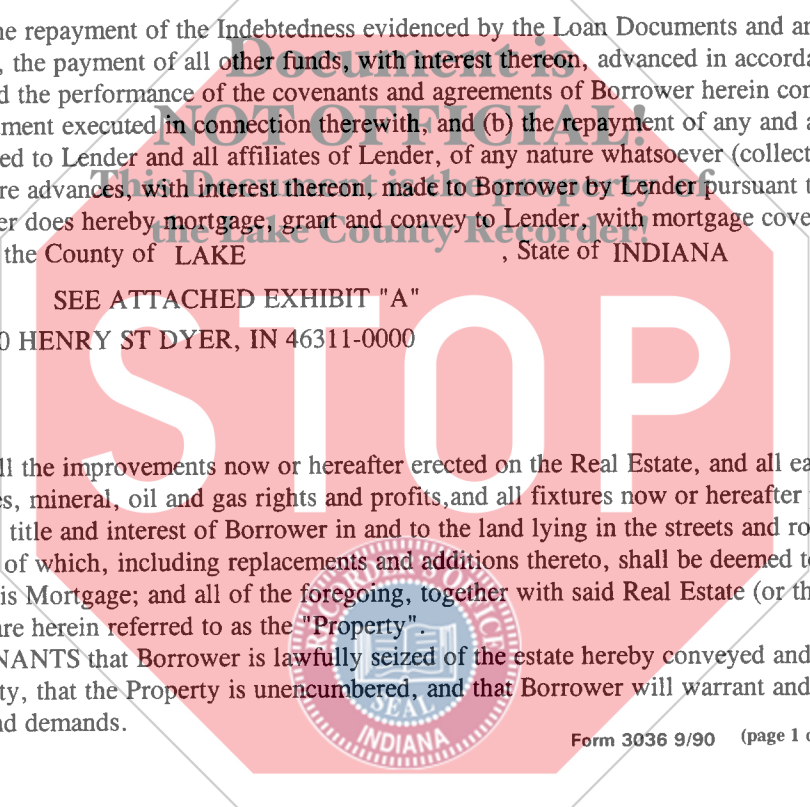 he repayment of the Indebtedness evidenced by the Loan Documents and an
, the payment of all other funds, with interest thereon, advanced in accorda
Document is
d the performance of the covenants and agreements of Borrower herein con
ment executed in connection therewith, and (b) the repayment of any and a
NOT OFFICIAL!
ed to Lender and all affiliates of Lender, of any nature whatsoever (collect
re advances, with interest thereon, made to Borrower by Lender pursuant t
This Document is the property of
er does hereby mortgage, grant and convey to Lender, with mortgage cove
the Lake County Recorder!
the County of LAKE , State of INDIANA
SEE ATTACHED EXHIBIT "A"
0 HENRY ST DYER, IN 46311-0000
STOP
ll the improvements now or hereafter erected on the Real Estate, and all ea
s, mineral, oil and gas rights and profits,and all fixtures now or hereafter
title and interest of Borrower in and to the land lying in the streets and ro
of which, including replacements and additions thereto, shall be deemed to
is Mortgage; and all of the foregoing, together with said Real Estate (or th
re herein referred to as the "Property".
NANTS that Borrower is lawfully seized of the estate hereby conveyed and
ty, that the Property is unencumbered, and that Borrower will warrant and
d demands.
RECORDER'S OFFICE
SEAL
INDIANA
Form 3036 9/90 (page 1 o